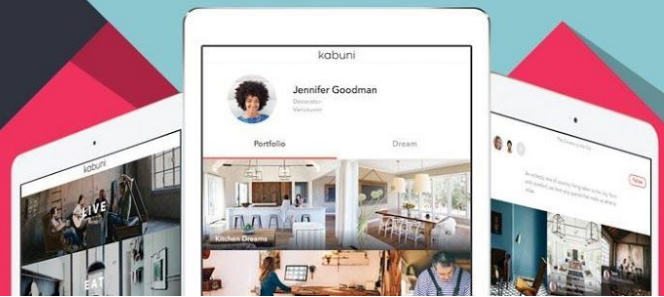 kabuni
LIVE
EAT
kabuni
Jennifer Goodman
Decorator
Vancouver
Portfolio
Dream
Kitchen Dreams
Follow